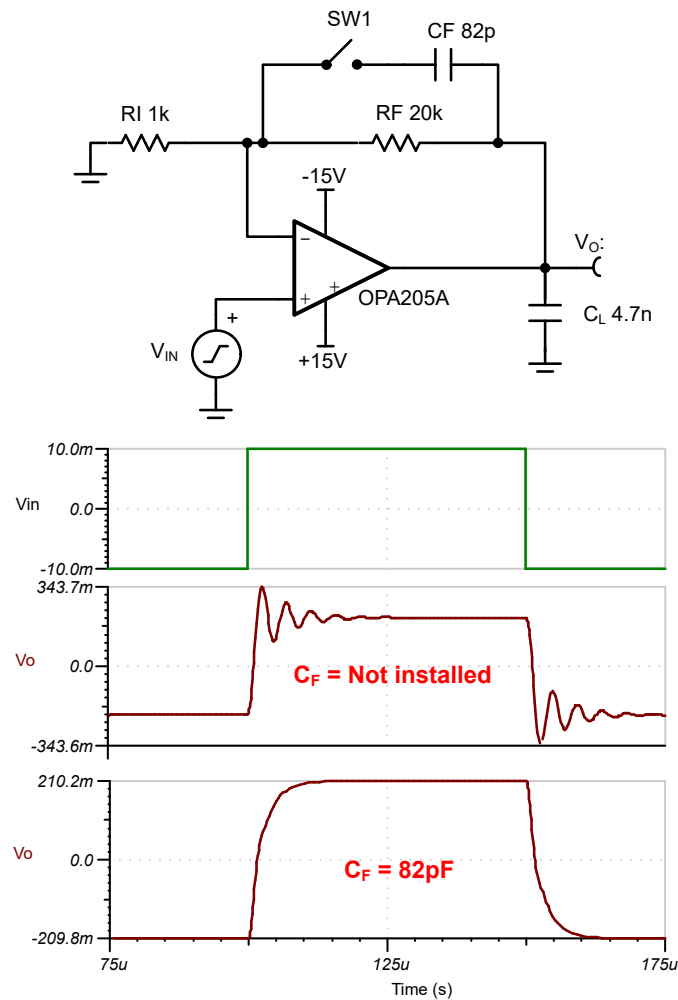 SW1
CF 82p
RI 1k
RF 20k
-15V
−
+
+
OPA205A
VO:
CL 4.7n
+
VIN
+15V
10.0m
Vin
0.0
-10.0m
343.7m
Vo
0.0
CF = Not installed
-343.6m
210.2m
Vo
0.0
CF = 82pF
-209.8m
75u
125u
175u
Time (s)